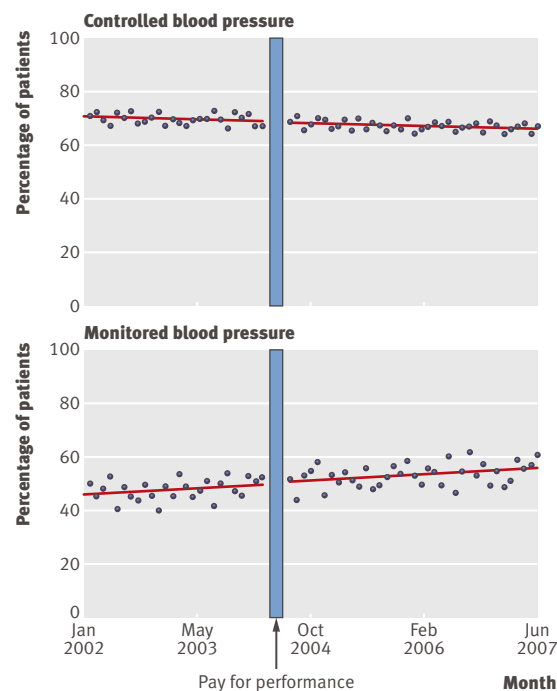 Controlled blood pressure
Percentage of patients
100
80
60
40
20
0
Monitored blood pressure
Percentage of patients
100
80
60
40
20
0
Jan May Oct Feb Jun
2002 2003 2004 2006 2007
Pay for performance
Month